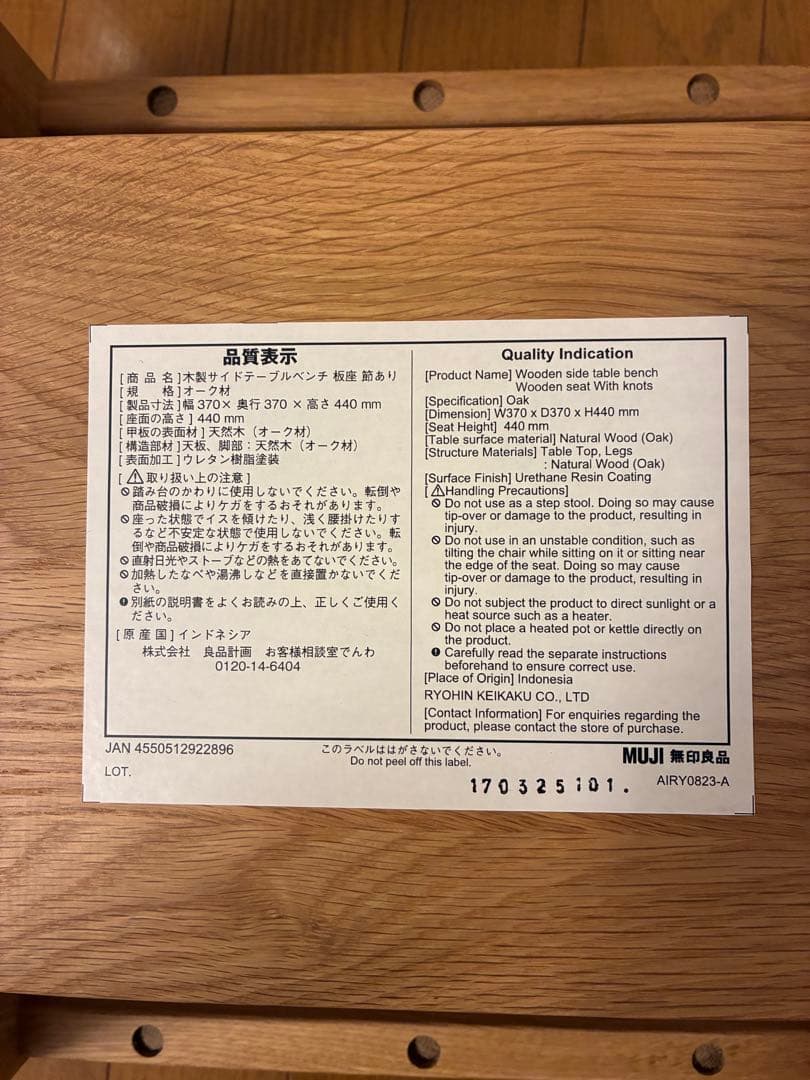 品質表示
[商 品 名]木製サイドテーブルベンチ 板座 節あり
[規　　格]オーク材
[製品寸法]幅 370× 奥行 370 × 高さ 440 mm
[座面の高さ] 440 mm
[甲板の表面材] 天然木（オーク材）
[構造部材] 天板、脚部：天然木（オーク材）
[表面加工] ウレタン樹脂塗装
[⚠取り扱い上の注意]
🛇踏み台のかわりに使用しないでください。転倒や
商品破損によりケガをするおそれがあります。
🛇座った状態でイスを傾けたり、浅く腰掛けたりす
るなど不安定な状態で使用しないでください。転
倒や商品破損によりケガをするおそれがあります。
🛇直射日光やストーブなどの熱をあてないでください。
🛇加熱したなべや湯沸しなどを直接置かないでくだ
さい。
❗別紙の説明書をよくお読みの上、正しくご使用く
ださい。
[原 産 国] インドネシア
株式会社　良品計画　お客様相談室でんわ
0120-14-6404
Quality Indication
[Product Name] Wooden side table bench
Wooden seat With knots
[Specification] Oak
[Dimension] W370 x D370 x H440 mm
[Seat Height] 440 mm
[Table surface material] Natural Wood (Oak)
[Structure Materials] Table Top, Legs
: Natural Wood (Oak)
[Surface Finish] Urethane Resin Coating
[⚠Handling Precautions]
🛇 Do not use as a step stool. Doing so may cause
tip-over or damage to the product, resulting in
injury.
🛇 Do not use in an unstable condition, such as
tilting the chair while sitting on it or sitting near
the edge of the seat. Doing so may cause
tip-over or damage to the product, resulting in
injury.
🛇 Do not subject the product to direct sunlight or a
heat source such as a heater.
🛇 Do not place a heated pot or kettle directly on
the product.
❗ Carefully read the separate instructions
beforehand to ensure correct use.
[Place of Origin] Indonesia
RYOHIN KEIKAKU CO., LTD
[Contact Information] For enquiries regarding the
product, please contact the store of purchase.
JAN 4550512922896
このラベルははがさないでください。
Do not peel off this label.
MUJI 無印良品
LOT.
170325101.
AIRY0823-A